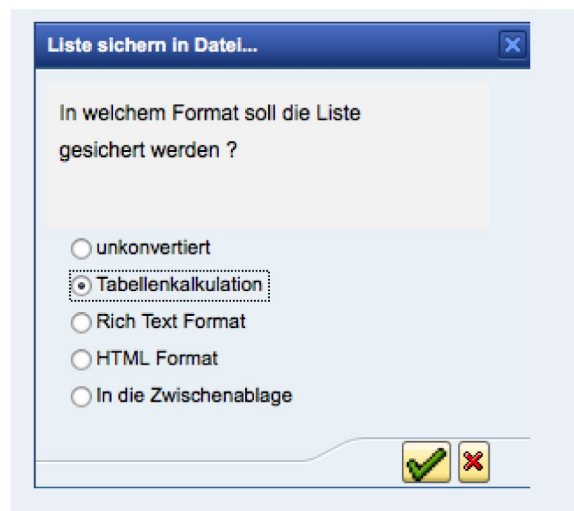 Liste sichern in Datei...
In welchem Format soll die Liste
gesichert werden ?
unkonvertiert
Tabellenkalkulation
Rich Text Format
HTML Format
In die Zwischenablage